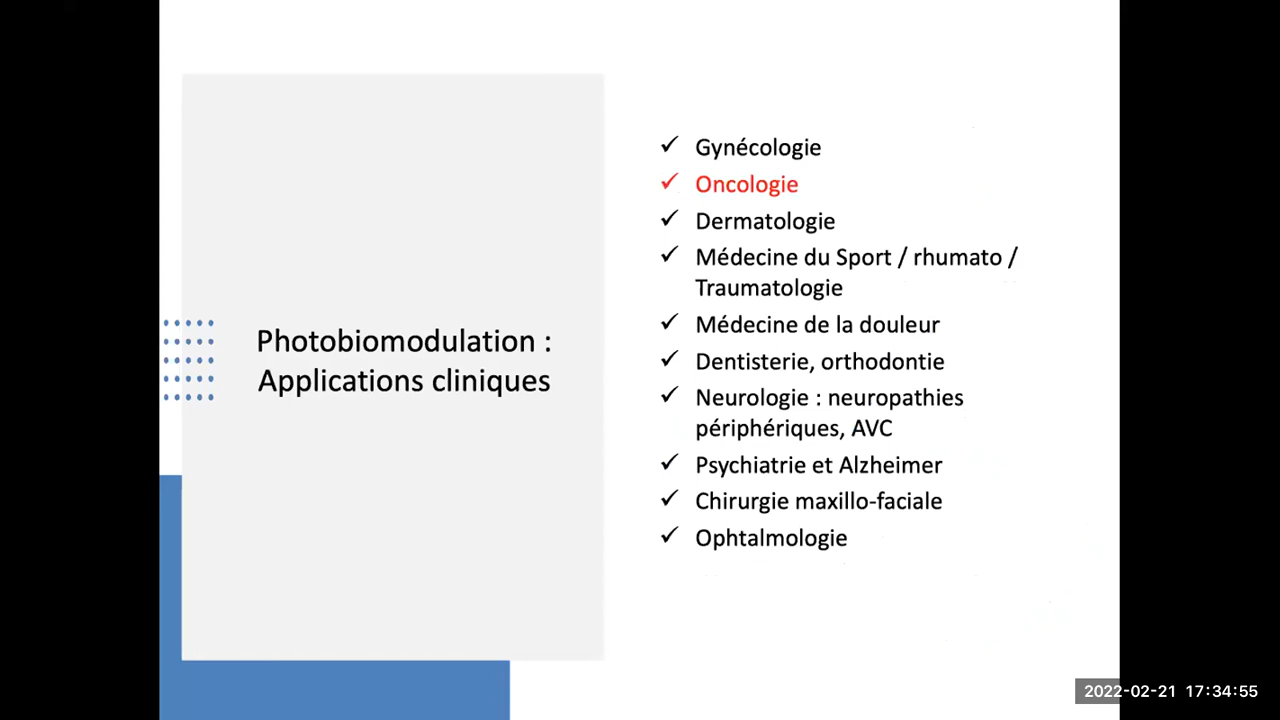 Photobiomodulation :
Applications cliniques
✓ Gynécologie
✓ Oncologie
✓ Dermatologie
✓ Médecine du Sport / rhumato /
Traumatologie
✓ Médecine de la douleur
✓ Dentisterie, orthodontie
✓ Neurologie : neuropathies
périphériques, AVC
✓ Psychiatrie et Alzheimer
✓ Chirurgie maxillo-faciale
✓ Ophtalmologie
2022-02-21 17:34:55